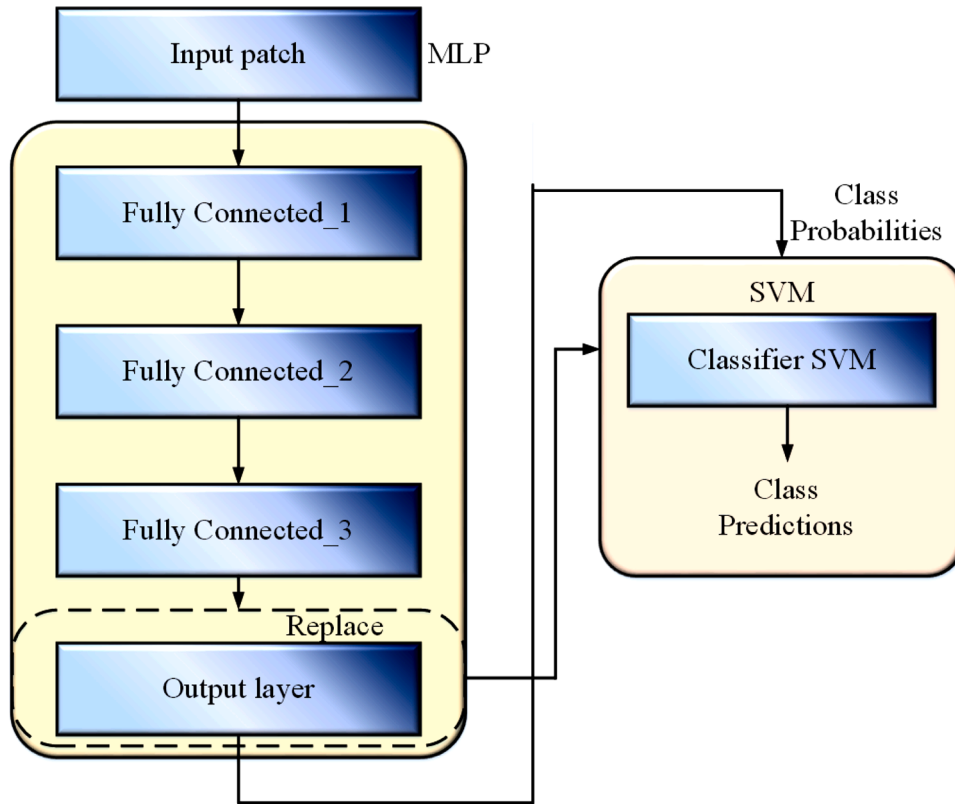 Input patch
MLP
Fully Connected_1
Fully Connected_2
Fully Connected_3
Replace
Output layer
Class
Probabilities
SVM
Classifier SVM
Class
Predictions